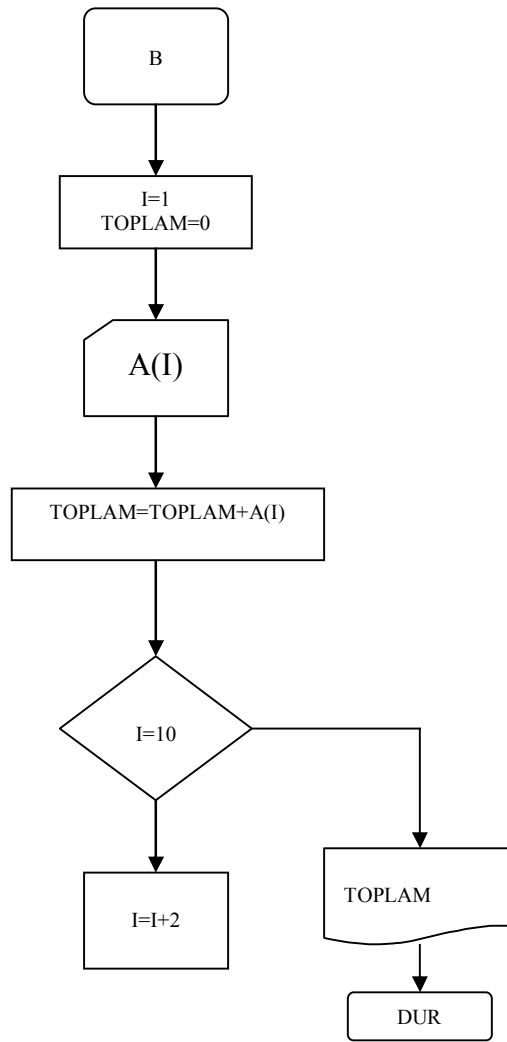 B
I=1
TOPLAM=0
A(I)
TOPLAM=TOPLAM+A(I)
I=10
I=I+2
TOPLAM
DUR